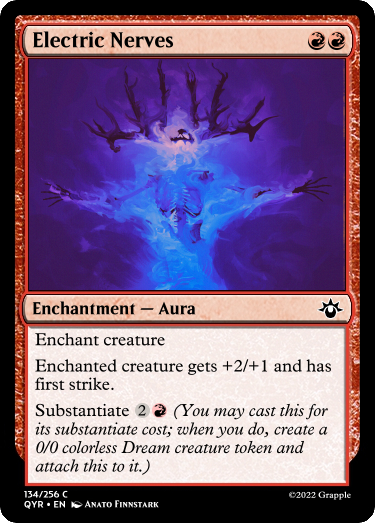 Electric Nerves
Enchantment — Aura
Enchant creature
Enchanted creature gets +2/+1 and has
first strike.
Substantiate 2 (You may cast this for
its substantiate cost; when you do, create a
0/0 colorless Dream creature token and
attach this to it.)
134/256 C
QYR • EN Anato Finnstark
©2022 Grapple